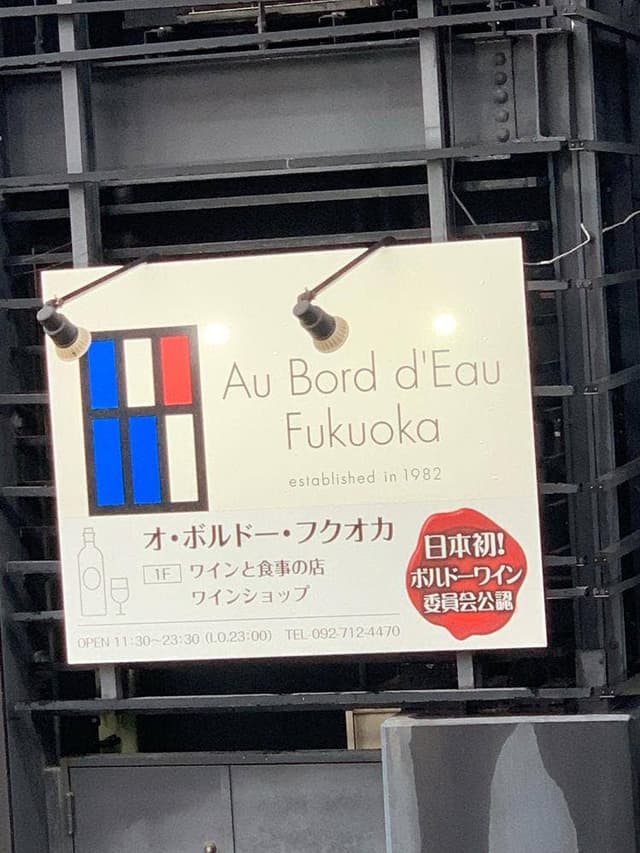 Au Bord d'Eau
Fukuoka
established in 1982
オ・ボルドー・フクオカ
1F ワインと食事の店
ワインショップ
日本初!
ボルドーワイン
委員会公認
OPEN 11:30～23:30 (L.O.23:00) TEL-092-712-4470